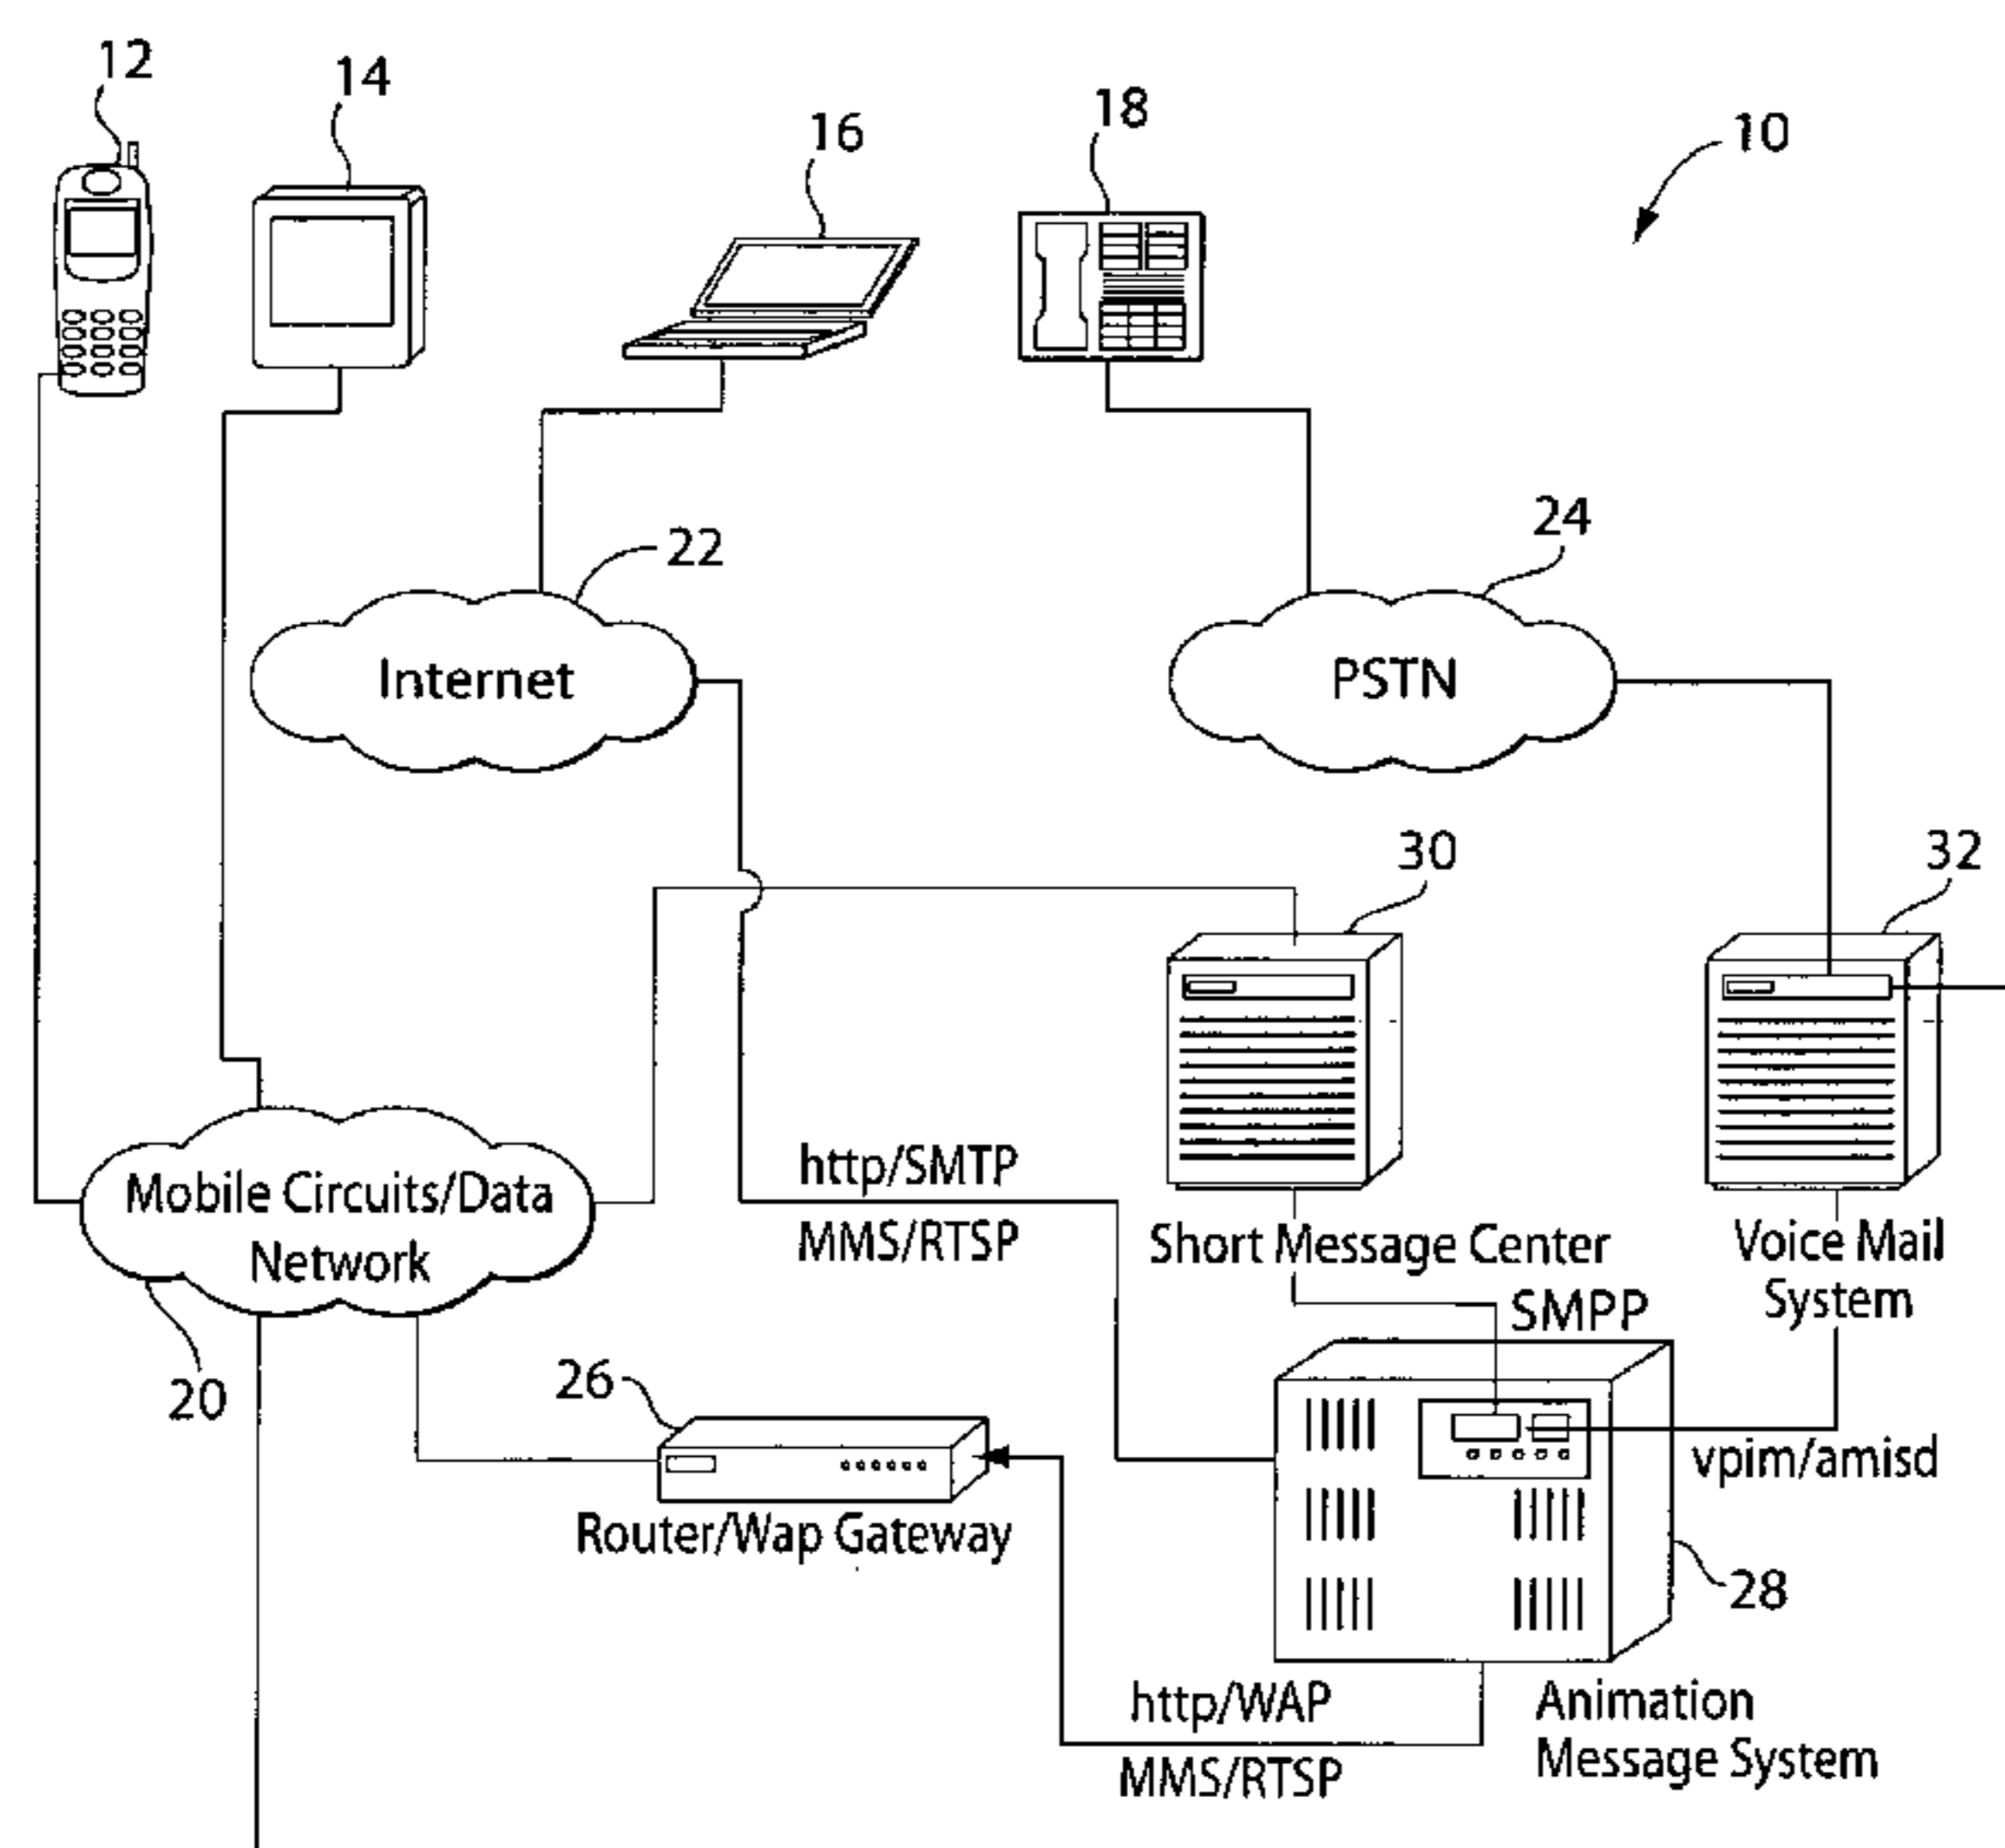 12
14
16
18
10
22
24
Internet
PSTN
30
32
http/SMTP
MMS/RTSP
Mobile Circuits/Data
Network
Short Message Center
Voice Mail
System
SMPP
20
26
vpim/amisd
Router/Wap Gateway
28
http/WAP
MMS/RTSP
Animation
Message System